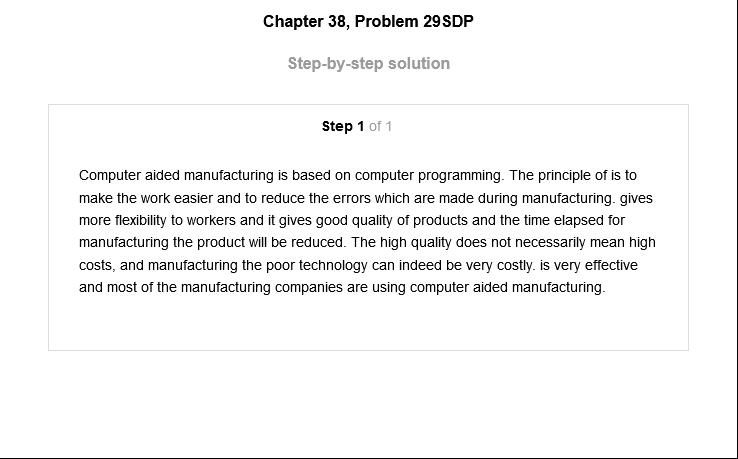 Chapter 38, Problem 29SDP
Step-by-step solution
Step 1 of 1
Computer aided manufacturing is based on computer programming. The principle of is to
make the work easier and to reduce the errors which are made during manufacturing. gives
more flexibility to workers and it gives good quality of products and the time elapsed for
manufacturing the product will be reduced. The high quality does not necessarily mean high
costs, and manufacturing the poor technology can indeed be very costly. is very effective
and most of the manufacturing companies are using computer aided manufacturing.